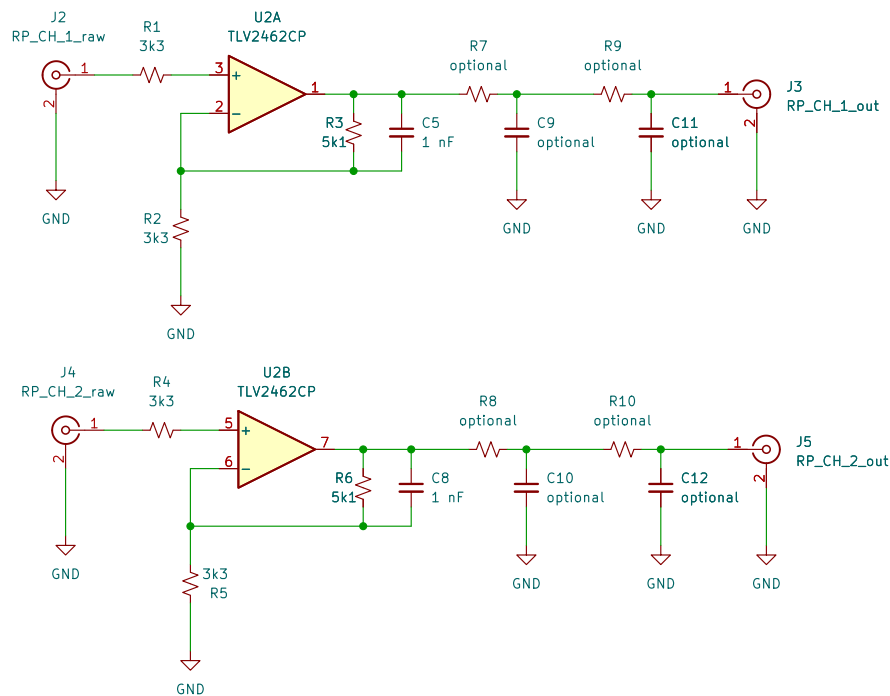 J2
RP_CH_1_raw
R1
3k3
U2A
TLV2462CP
R7
optional
R9
optional
J3
RP_CH_1_out
1
2
3
+
2
−
1
R3
5k1
C5
1 nF
C9
optional
C11
optional
1
2
GND
R2
3k3
GND
GND
GND
GND
J4
RP_CH_2_raw
R4
3k3
U2B
TLV2462CP
R8
optional
R10
optional
J5
RP_CH_2_out
1
2
5
+
6
−
7
R6
5k1
C8
1 nF
C10
optional
C12
optional
1
2
GND
3k3
R5
GND
GND
GND
GND